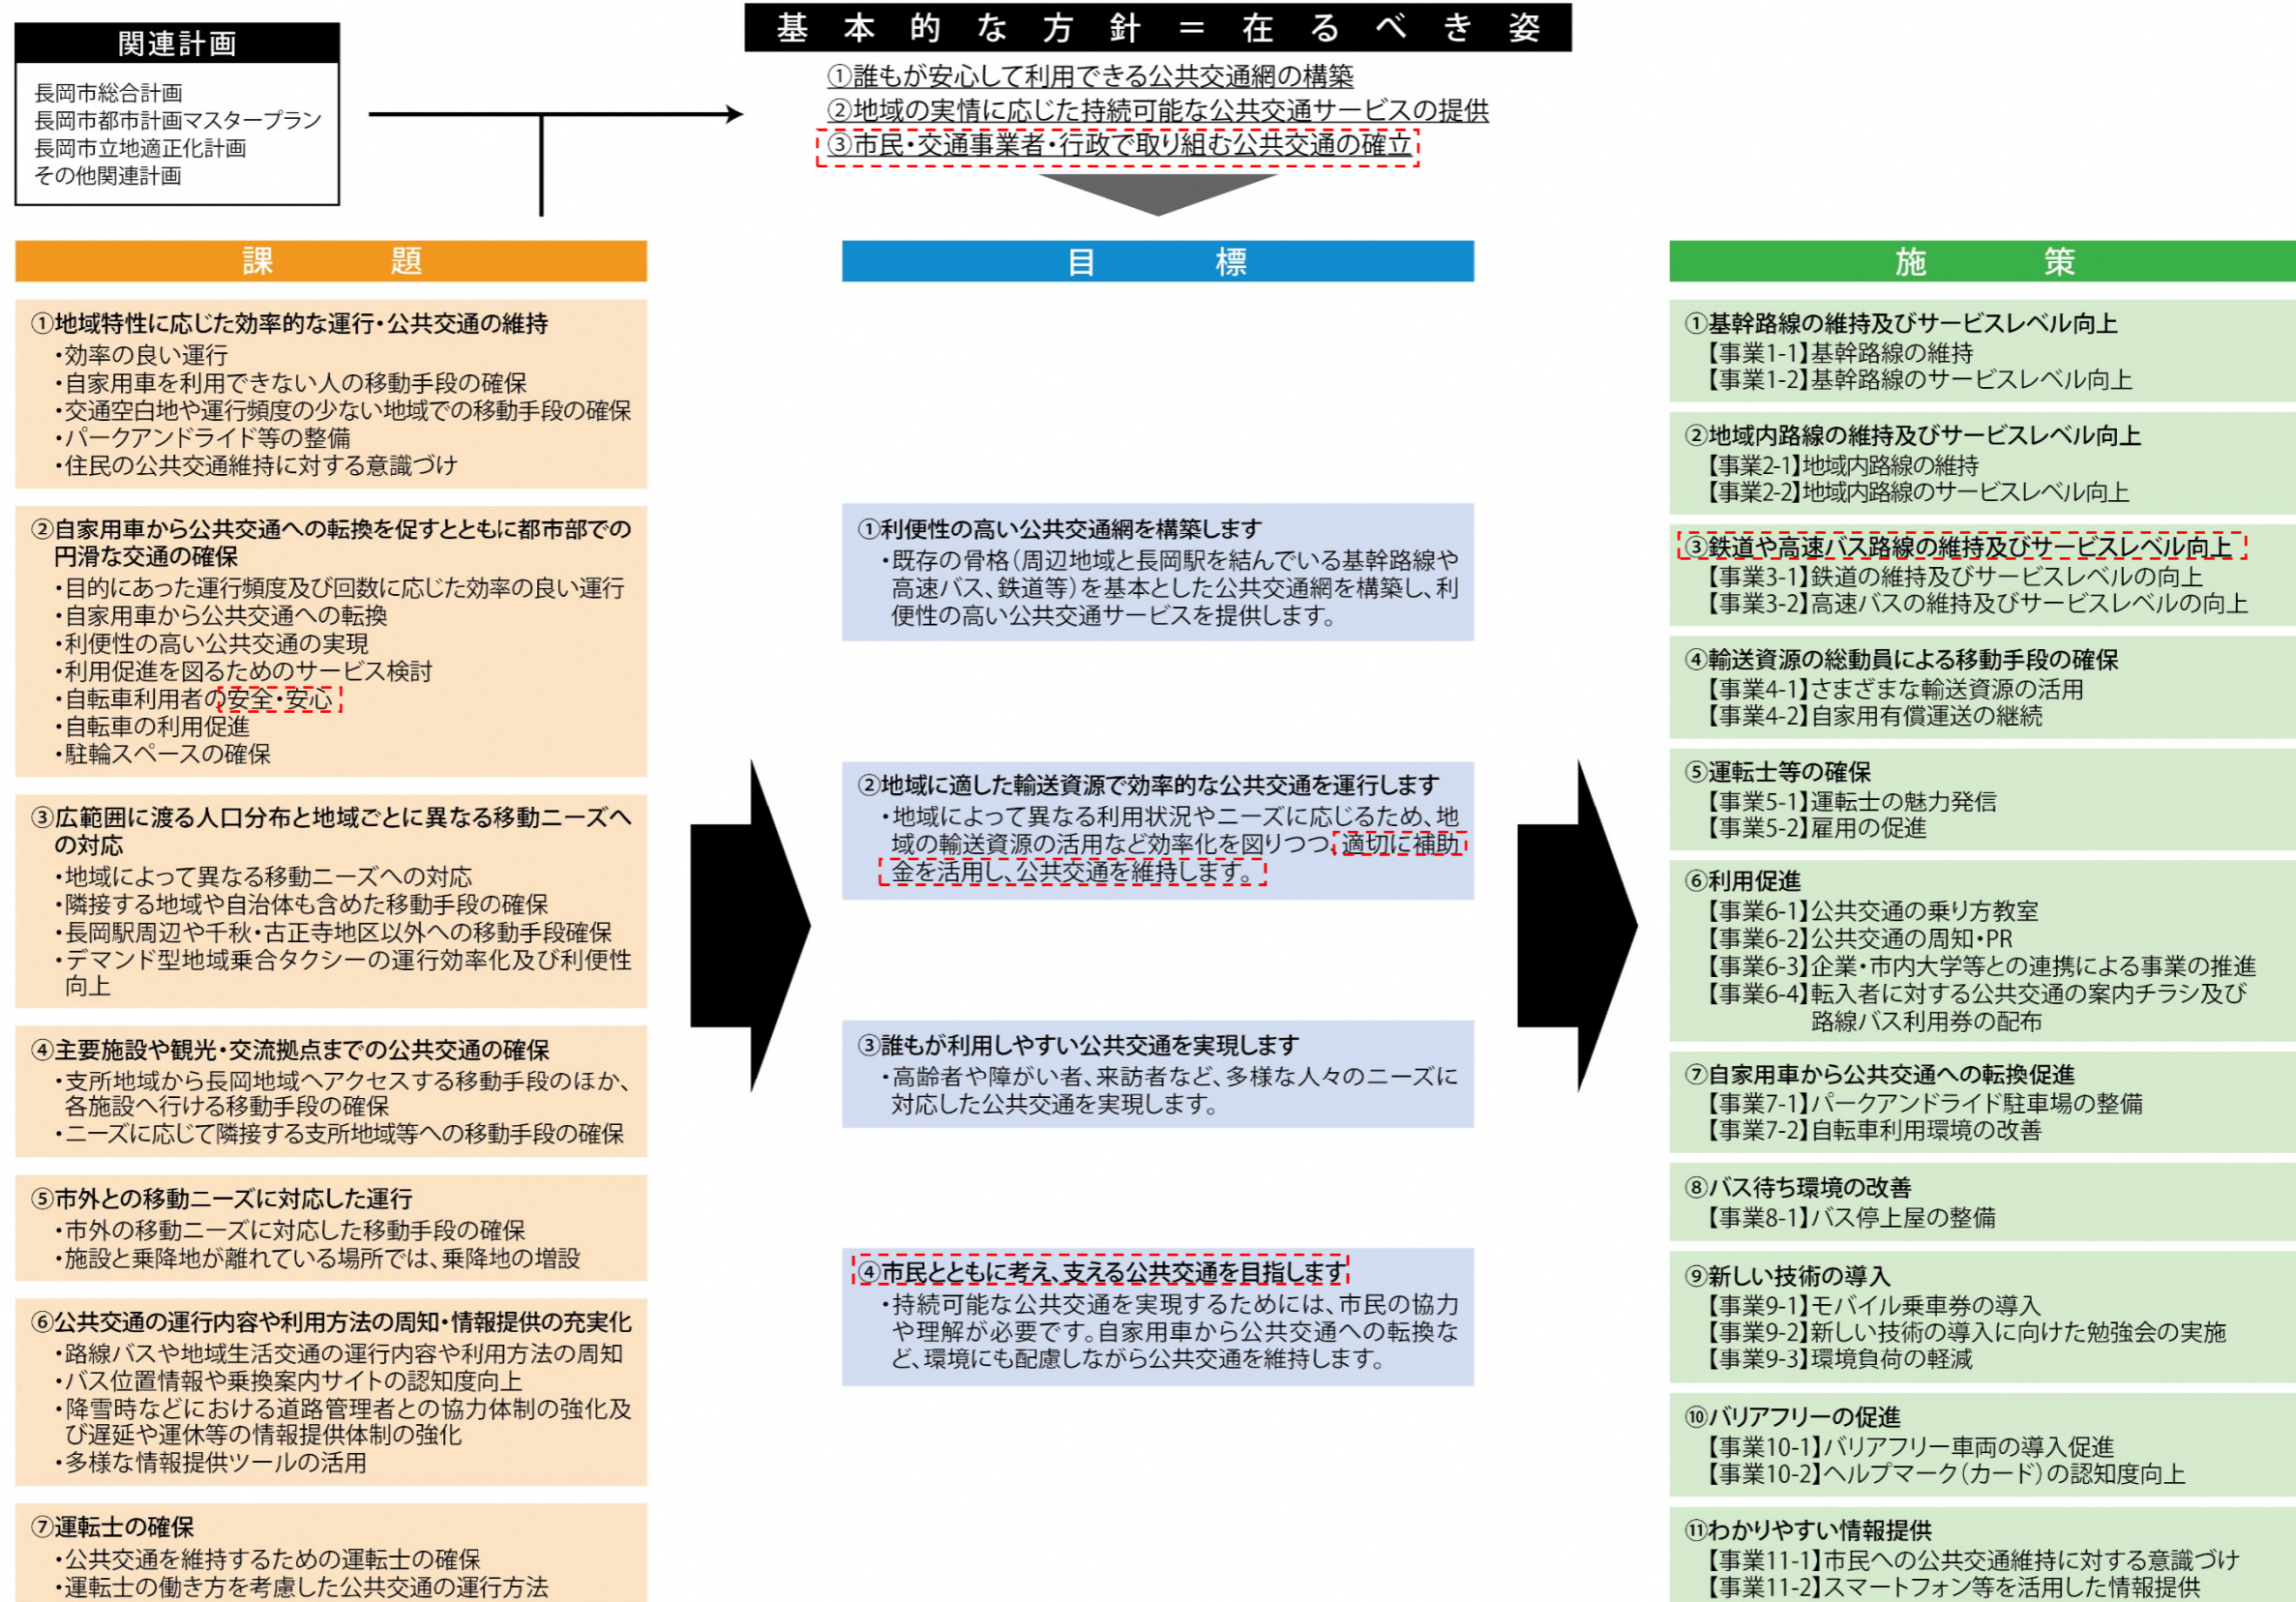 関連計画
長岡市総合計画
長岡市都市計画マスタープラン
長岡市立地適正化計画
その他関連計画
基本的な方針＝在るべき姿
①誰もが安心して利用できる公共交通網の構築
②地域の実情に応じた持続可能な公共交通サービスの提供
③市民・交通事業者・行政で取り組む公共交通の確立
課題
①地域特性に応じた効率的な運行・公共交通の維持
・効率の良い運行
・自家用車を利用できない人の移動手段の確保
・交通空白地や運行頻度の少ない地域での移動手段の確保
・パークアンドライド等の整備
・住民の公共交通維持に対する意識づけ
②自家用車から公共交通への転換を促すとともに都市部での
円滑な交通の確保
・目的にあった運行頻度及び回数に応じた効率の良い運行
・自家用車から公共交通への転換
・利便性の高い公共交通の実現
・利用促進を図るためのサービス検討
・自転車利用者の安全・安心
・自転車の利用促進
・駐輪スペースの確保
③広範囲に渡る人口分布と地域ごとに異なる移動ニーズへ
の対応
・地域によって異なる移動ニーズへの対応
・隣接する地域や自治体も含めた移動手段の確保
・長岡駅周辺や千秋・古正寺地区以外への移動手段確保
・デマンド型地域乗合タクシーの運行効率化及び利便性
向上
④主要施設や観光・交流拠点までの公共交通の確保
・支所地域から長岡地域へアクセスする移動手段のほか、
各施設へ行ける移動手段の確保
・ニーズに応じて隣接する支所地域等への移動手段の確保
⑤市外との移動ニーズに対応した運行
・市外の移動ニーズに対応した移動手段の確保
・施設と乗降地が離れている場所では、乗降地の増設
⑥公共交通の運行内容や利用方法の周知・情報提供の充実化
・路線バスや地域生活交通の運行内容や利用方法の周知
・バス位置情報や乗換案内サイトの認知度向上
・降雪時などにおける道路管理者との協力体制の強化及
び遅延や運休等の情報提供体制の強化
・多様な情報提供ツールの活用
⑦運転士の確保
・公共交通を維持するための運転士の確保
・運転士の働き方を考慮した公共交通の運行方法
目標
①利便性の高い公共交通網を構築します
・既存の骨格（周辺地域と長岡駅を結んでいる基幹路線や
高速バス、鉄道等）を基本とした公共交通網を構築し、利
便性の高い公共交通サービスを提供します。
②地域に適した輸送資源で効率的な公共交通を運行します
・地域によって異なる利用状況やニーズに応じるため、地
域の輸送資源の活用など効率化を図りつつ、適切に補助
金を活用し、公共交通を維持します。
③誰もが利用しやすい公共交通を実現します
・高齢者や障がい者、来訪者など、多様な人々のニーズに
対応した公共交通を実現します。
④市民とともに考え、支える公共交通を目指します
・持続可能な公共交通を実現するためには、市民の協力
や理解が必要です。自家用車から公共交通への転換な
ど、環境にも配慮しながら公共交通を維持します。
施策
①基幹路線の維持及びサービスレベル向上
【事業1-1】基幹路線の維持
【事業1-2】基幹路線のサービスレベル向上
②地域内路線の維持及びサービスレベル向上
【事業2-1】地域内路線の維持
【事業2-2】地域内路線のサービスレベル向上
③鉄道や高速バス路線の維持及びサービスレベル向上
【事業3-1】鉄道の維持及びサービスレベルの向上
【事業3-2】高速バスの維持及びサービスレベルの向上
④輸送資源の総動員による移動手段の確保
【事業4-1】さまざまな輸送資源の活用
【事業4-2】自家用有償運送の継続
⑤運転士等の確保
【事業5-1】運転士の魅力発信
【事業5-2】雇用の促進
⑥利用促進
【事業6-1】公共交通の乗り方教室
【事業6-2】公共交通の周知・PR
【事業6-3】企業・市内大学等との連携による事業の推進
【事業6-4】転入者に対する公共交通の案内チラシ及び
路線バス利用券の配布
⑦自家用車から公共交通への転換促進
【事業7-1】パークアンドライド駐車場の整備
【事業7-2】自転車利用環境の改善
⑧バス待ち環境の改善
【事業8-1】バス停上屋の整備
⑨新しい技術の導入
【事業9-1】モバイル乗車券の導入
【事業9-2】新しい技術の導入に向けた勉強会の実施
【事業9-3】環境負荷の軽減
⑩バリアフリーの促進
【事業10-1】バリアフリー車両の導入促進
【事業10-2】ヘルプマーク（カード）の認知度向上
⑪わかりやすい情報提供
【事業11-1】市民への公共交通維持に対する意識づけ
【事業11-2】スマートフォン等を活用した情報提供